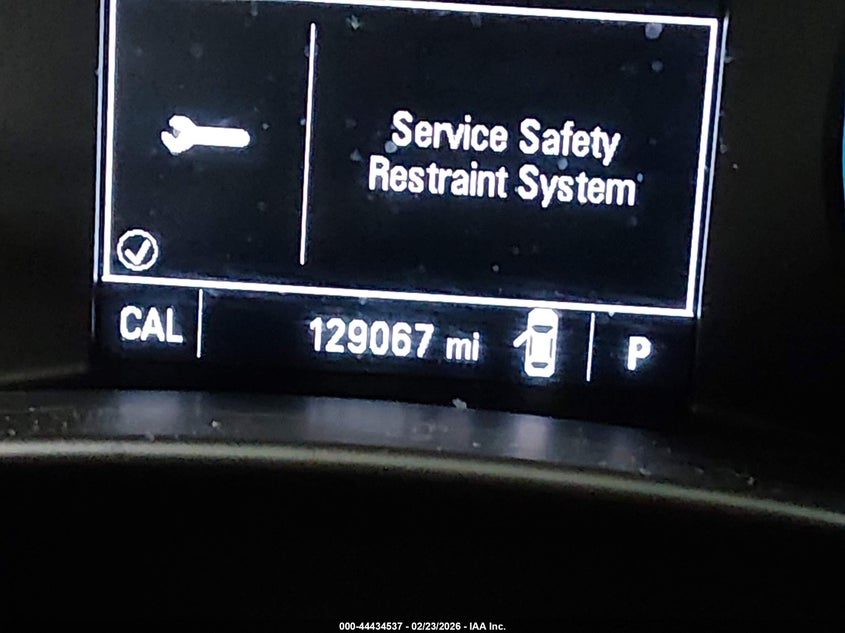 Service Safety
Restraint System
CAL 129067 mi P
000-44434537 - 02/23/2026 - IAA Inc.